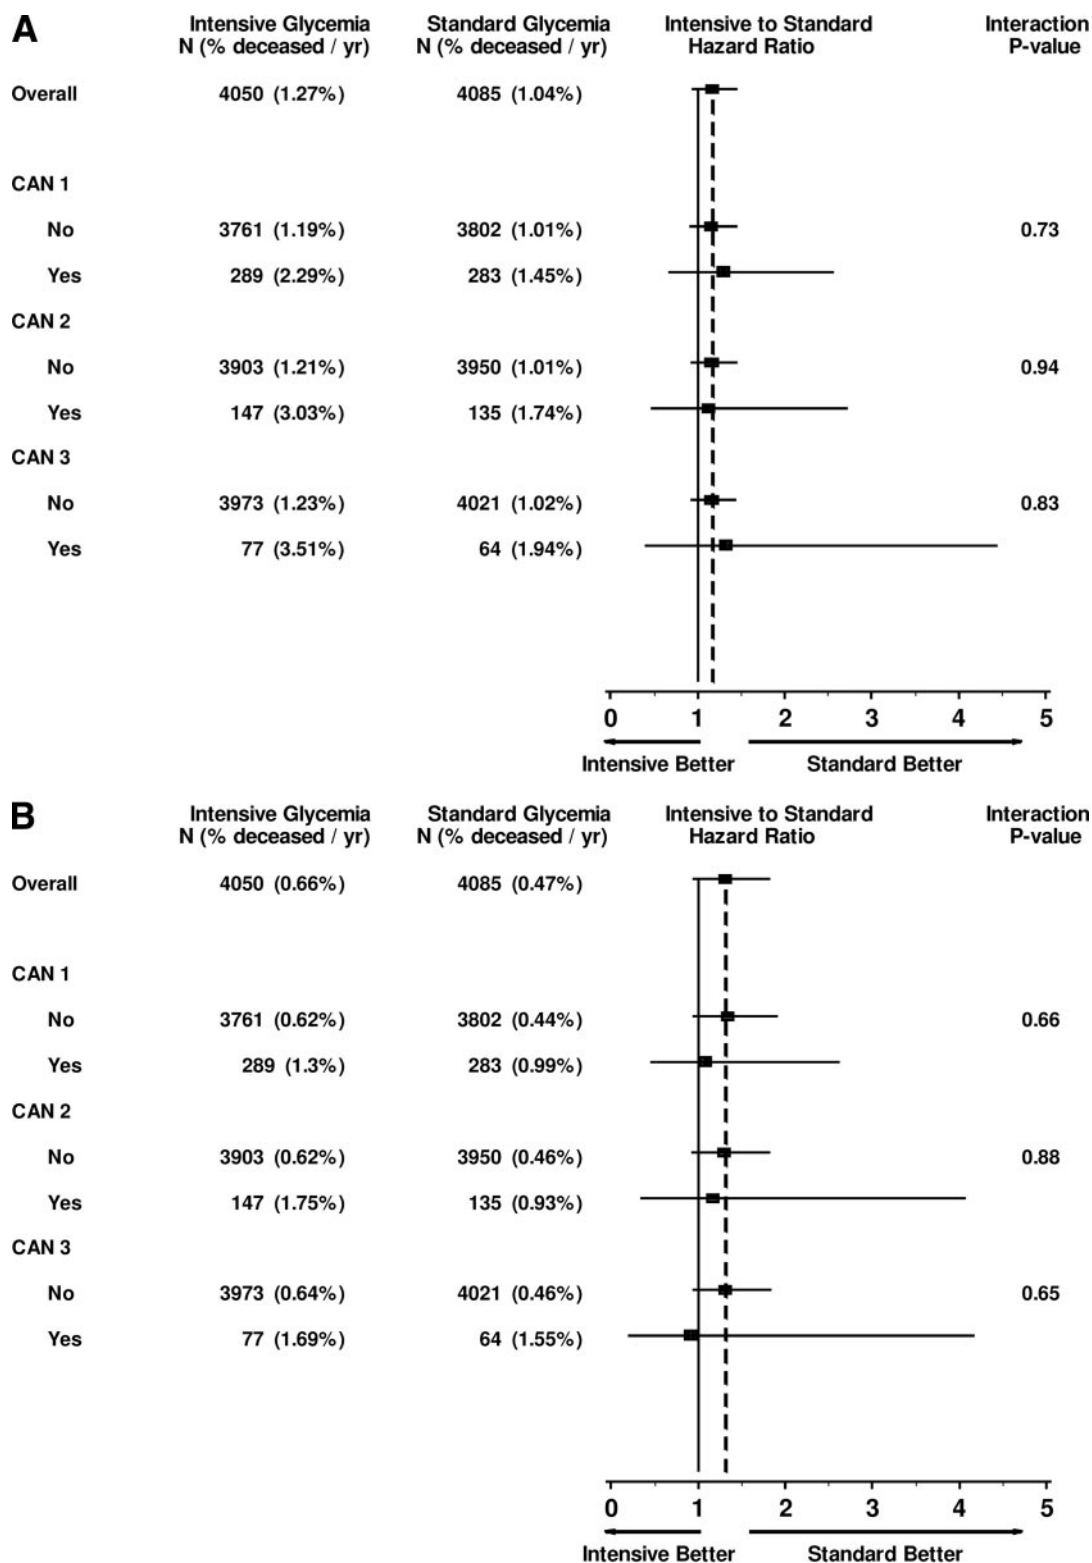 A
Intensive Glycemia Standard Glycemia Intensive to Standard Interaction
N (% deceased / yr) N (% deceased / yr) Hazard Ratio P-value
Overall 4050 (1.27%) 4085 (1.04%)
CAN 1
No 3761 (1.19%) 3802 (1.01%) 0.73
Yes 289 (2.29%) 283 (1.45%)
CAN 2
No 3903 (1.21%) 3950 (1.01%) 0.94
Yes 147 (3.03%) 135 (1.74%)
CAN 3
No 3973 (1.23%) 4021 (1.02%) 0.83
Yes 77 (3.51%) 64 (1.94%)
0 1 2 3 4 5
Intensive Better Standard Better
B
Intensive Glycemia Standard Glycemia Intensive to Standard Interaction
N (% deceased / yr) N (% deceased / yr) Hazard Ratio P-value
Overall 4050 (0.66%) 4085 (0.47%)
CAN 1
No 3761 (0.62%) 3802 (0.44%) 0.66
Yes 289 (1.3%) 283 (0.99%)
CAN 2
No 3903 (0.62%) 3950 (0.46%) 0.88
Yes 147 (1.75%) 135 (0.93%)
CAN 3
No 3973 (0.64%) 4021 (0.46%) 0.65
Yes 77 (1.69%) 64 (1.55%)
0 1 2 3 4 5
Intensive Better Standard Better